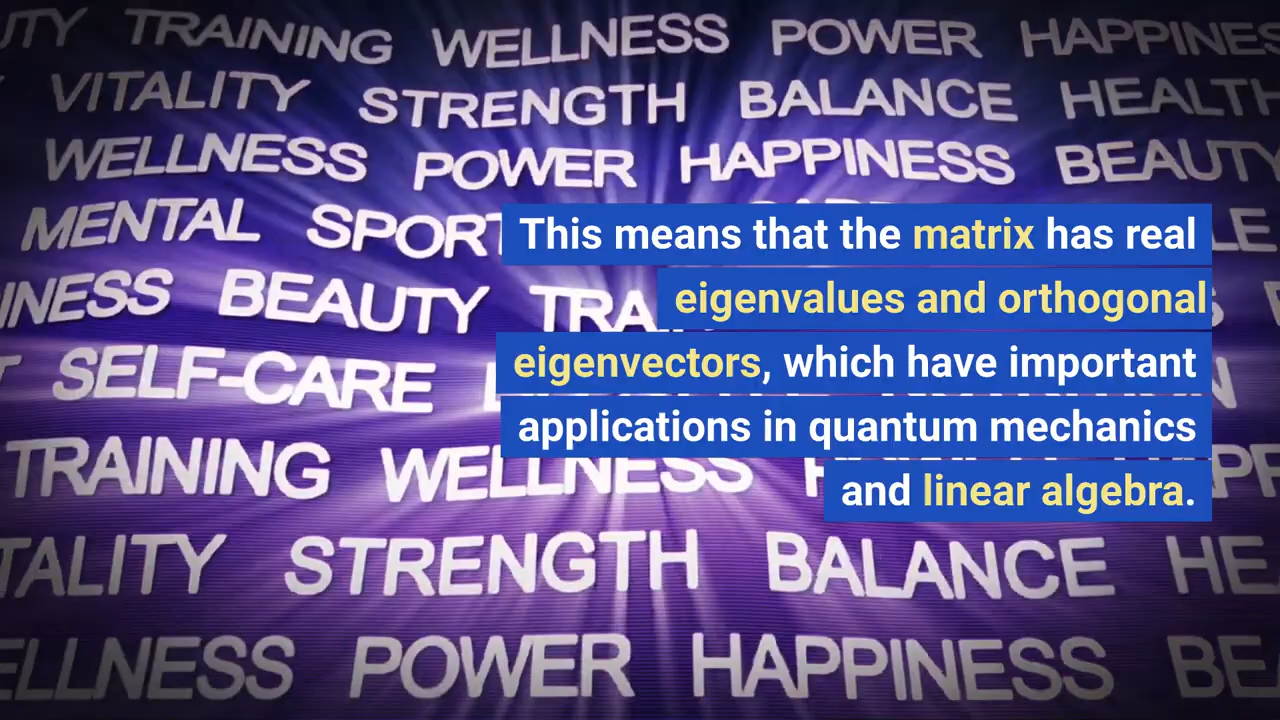 TRAINING WELLNESS POWER HAPPINES
VITALITY STRENGTH BALANCE HEALTH
WELLNESS POWER HAPPINESS BEAUTY
MENTAL SPORT
This means that the matrix has real
BEAUTY
eigenvalues and orthogonal
SELF-CARE
eigenvectors, which have important
applications in quantum mechanics
TRAINING WELLNESS
and linear algebra.
TALITY STRENGTH BALANCE HE
ELLNESS POWER HAPPINESS BE